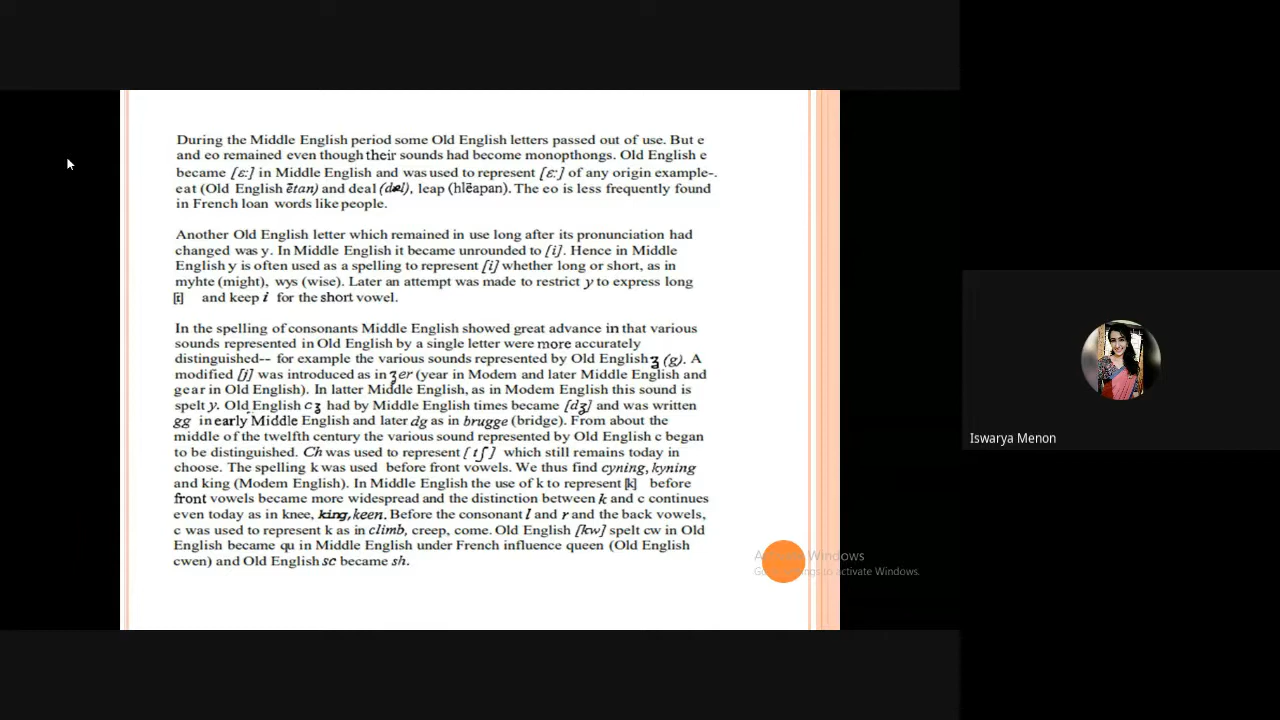 During the Middle English period some Old English letters passed out of use. But e
and eo remained even though their sounds had become monopthongs. Old English e
became [ɛ:] in Middle English and was used to represent [ɛ:] of any origin example-.
eat (Old English ētan) and deal (dæl), leap (hlēapan). The eo is less frequently found
in French loan words like people.
Another Old English letter which remained in use long after its pronunciation had
changed was y. In Middle English it became unrounded to [i]. Hence in Middle
English y is often used as a spelling to represent [i] whether long or short, as in
myhte (might), wys (wise). Later an attempt was made to restrict y to express long
[i] and keep i for the short vowel.
In the spelling of consonants Middle English showed great advance in that various
sounds represented in Old English by a single letter were more accurately
distinguished-- for example the various sounds represented by Old English ʒ (g). A
modified [j] was introduced as in ʒer (year in Modem and later Middle English and
gear in Old English). In latter Middle English, as in Modem English this sound is
spelt y. Old English cʒ had by Middle English times became [dʒ] and was written
gg in early Middle English and later dg as in brugge (bridge). From about the
middle of the twelfth century the various sound represented by Old English c began
to be distinguished. Ch was used to represent [tʃ] which still remains today in
choose. The spelling k was used before front vowels. We thus find cyning, kyning
and king (Modem English). In Middle English the use of k to represent [k] before
front vowels became more widespread and the distinction between k and c continues
even today as in knee, king, keen. Before the consonant l and r and the back vowels,
c was used to represent k as in climb, creep, come. Old English [kw] spelt cw in Old
English became qu in Middle English under French influence queen (Old English
cwen) and Old English sc became sh.
Iswarya Menon
Activate Windows
Go to Settings to activate Windows.